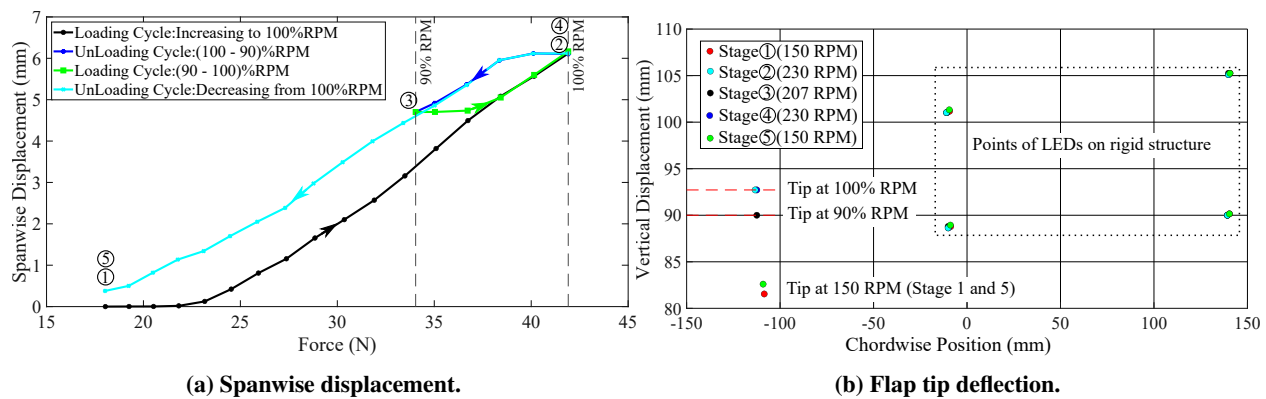 Loading Cycle:Increasing to 100%RPM
UnLoading Cycle:(100 - 90)%RPM
Loading Cycle:(90 - 100)%RPM
UnLoading Cycle:Decreasing from 100%RPM
90% RPM
100% RPM
④
②
③
⑤
①
7
6
5
4
3
2
1
0
Spanwise Displacement (mm)
15 20 25 30 35 40 45
Force (N)
(a) Spanwise displacement.
Stage①(150 RPM)
Stage②(230 RPM)
Stage③(207 RPM)
Stage④(230 RPM)
Stage⑤(150 RPM)
Points of LEDs on rigid structure
Tip at 100% RPM
Tip at 90% RPM
Tip at 150 RPM (Stage 1 and 5)
110
105
100
95
90
85
80
Vertical Displacement (mm)
-150 -100 -50 0 50 100 150
Chordwise Position (mm)
(b) Flap tip deflection.